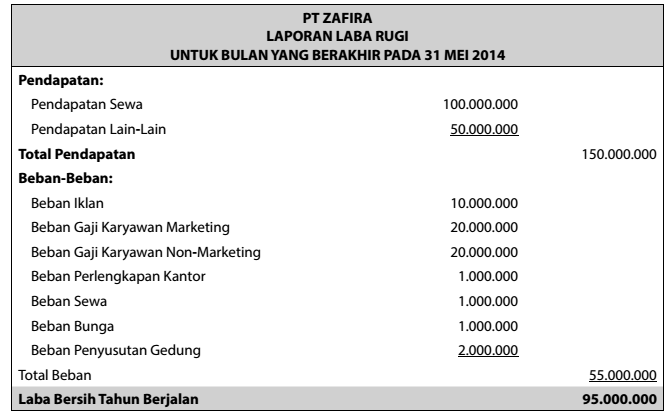 PT ZAFIRA
LAPORAN LABA RUGI
UNTUK BULAN YANG BERAKHIR PADA 31 MEI 2014
Pendapatan:
Pendapatan Sewa 100.000.000
Pendapatan Lain-Lain 50.000.000
Total Pendapatan 150.000.000
Beban-Beban:
Beban Iklan 10.000.000
Beban Gaji Karyawan Marketing 20.000.000
Beban Gaji Karyawan Non-Marketing 20.000.000
Beban Perlengkapan Kantor 1.000.000
Beban Sewa 1.000.000
Beban Bunga 1.000.000
Beban Penyusutan Gedung 2.000.000
Total Beban 55.000.000
Laba Bersih Tahun Berjalan 95.000.000